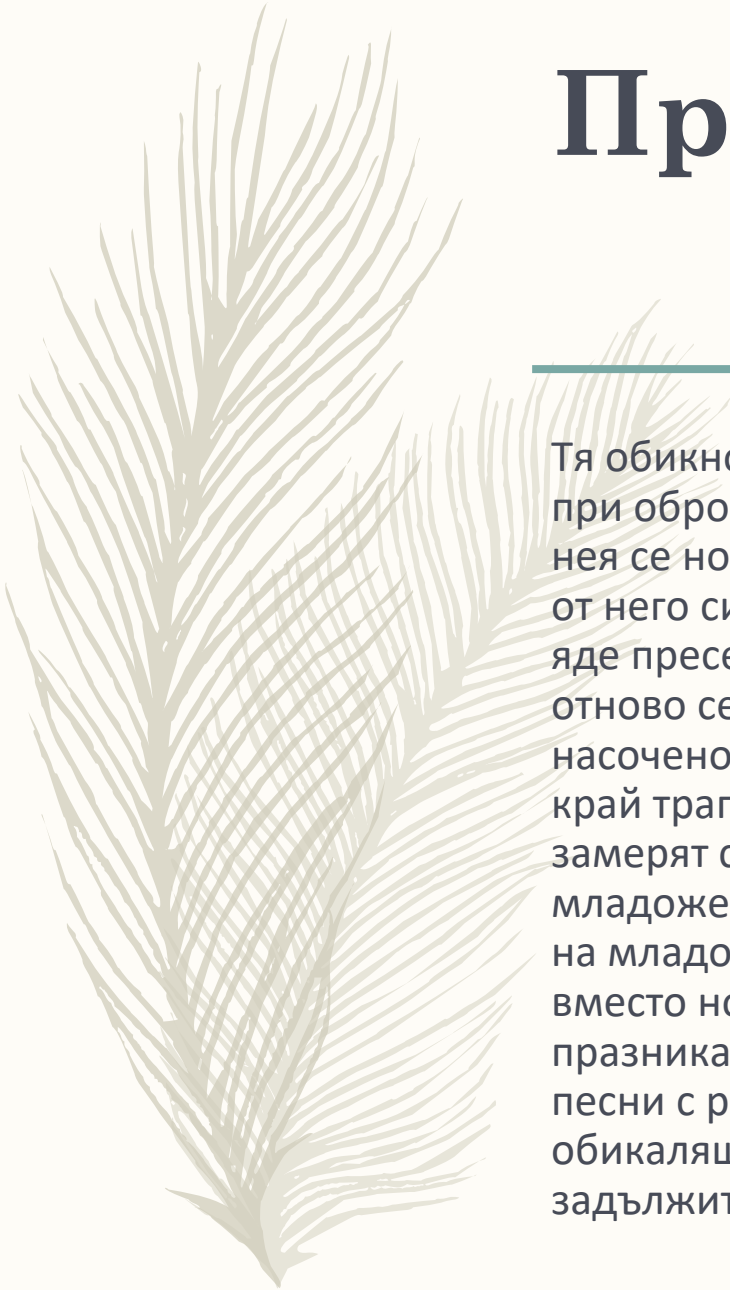 Пр
Тя обикно
при обро
нея се но
от него си
яде пресе
отново се
насочено
край трап
замерят с
младоже
на младо
вместо но
празника
песни с р
обикалящ
задължит